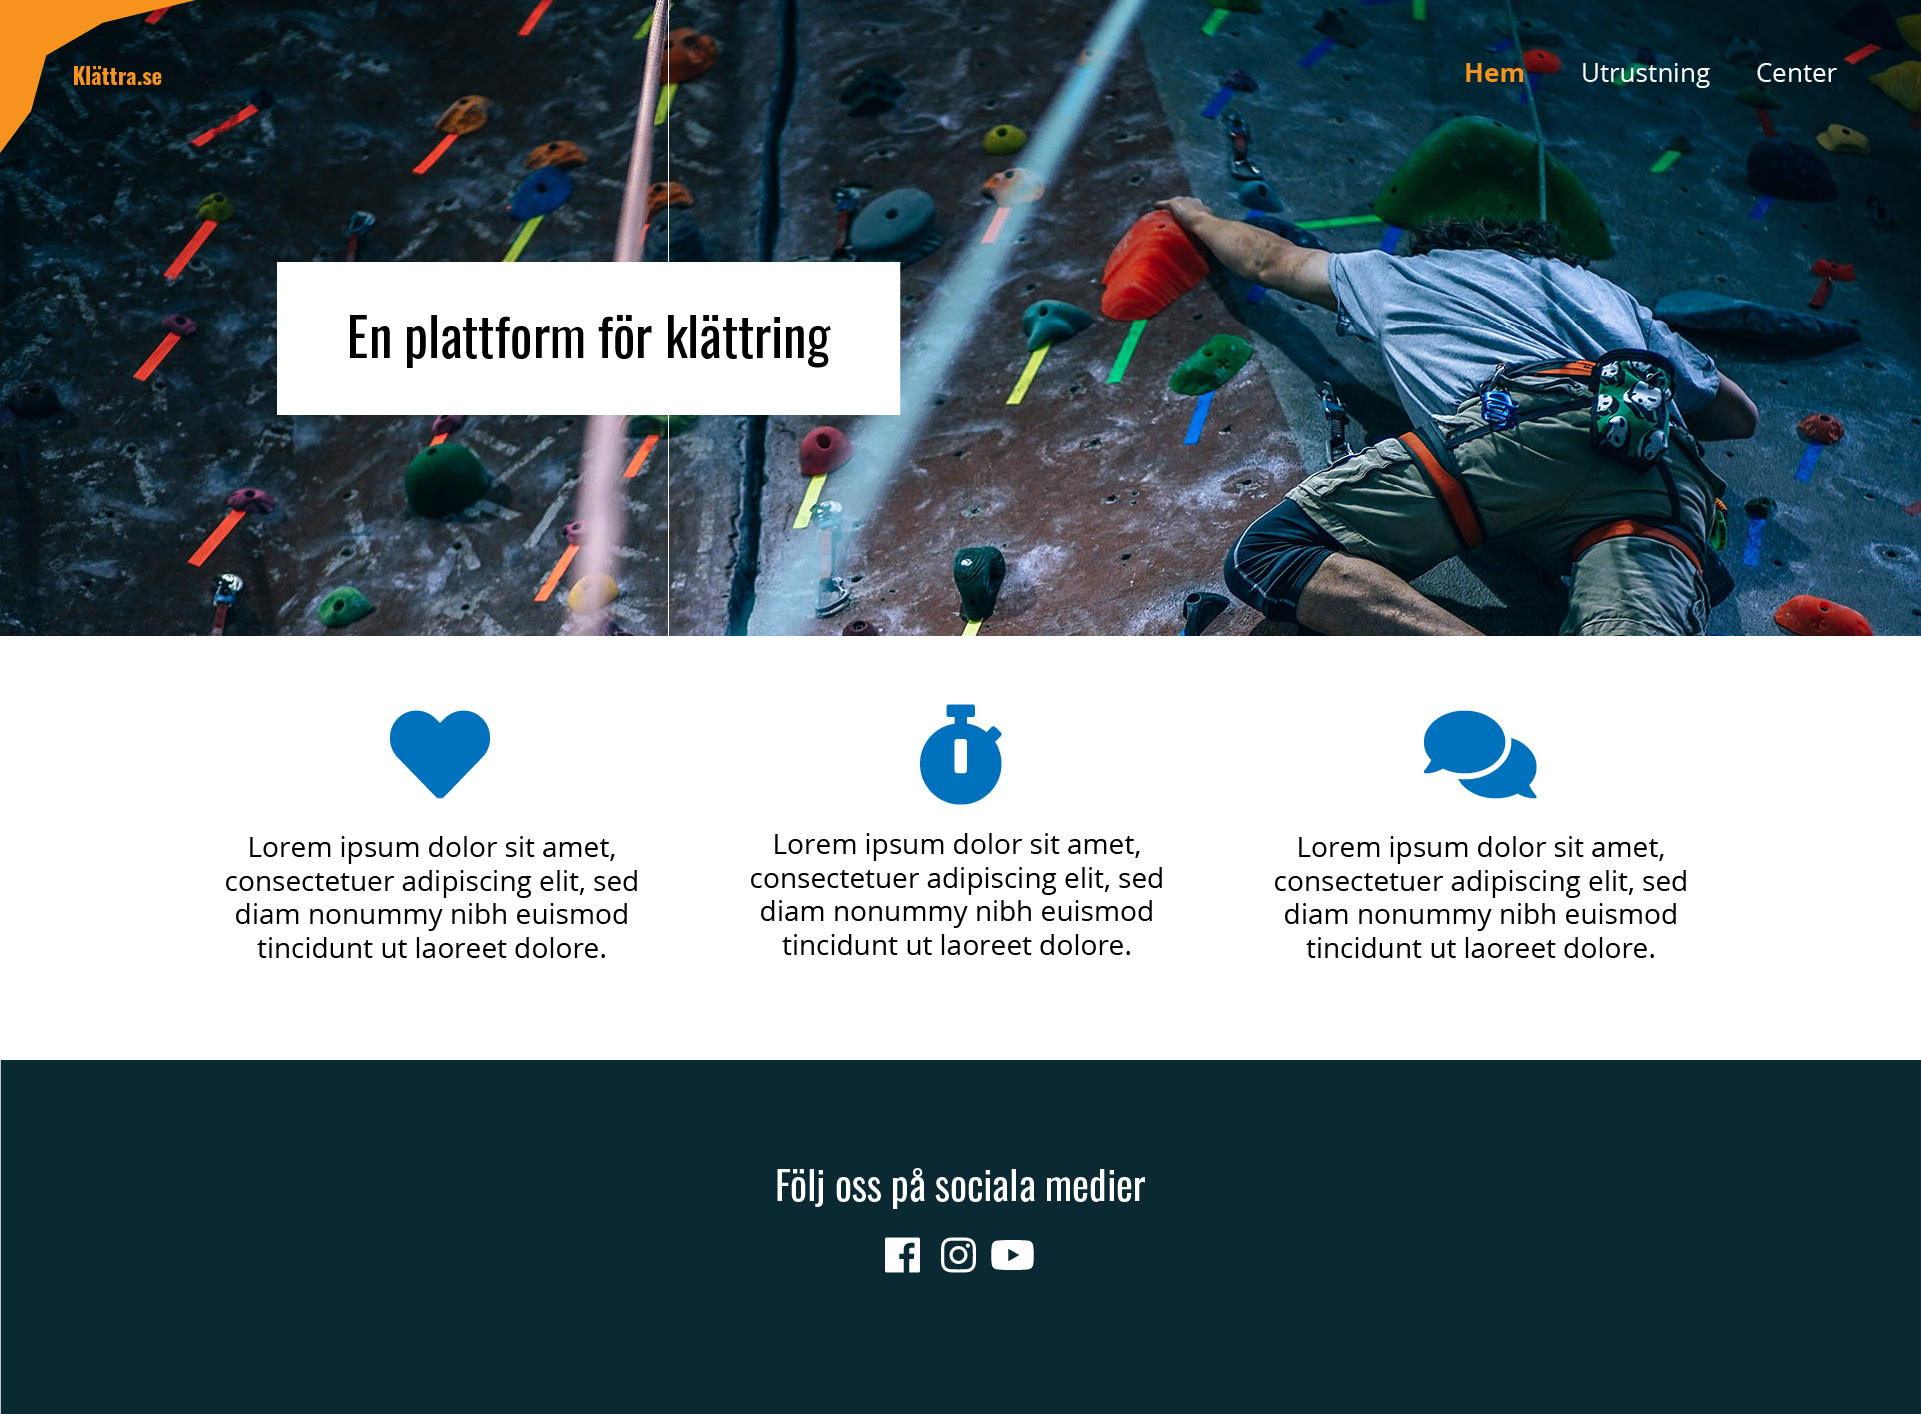 Klättra.se
Hem Utrustning Center
En plattform för klättring
Lorem ipsum dolor sit amet,
consectetuer adipiscing elit, sed
diam nonummy nibh euismod
tincidunt ut laoreet dolore.
Lorem ipsum dolor sit amet,
consectetuer adipiscing elit, sed
diam nonummy nibh euismod
tincidunt ut laoreet dolore.
Lorem ipsum dolor sit amet,
consectetuer adipiscing elit, sed
diam nonummy nibh euismod
tincidunt ut laoreet dolore.
Följ oss på sociala medier